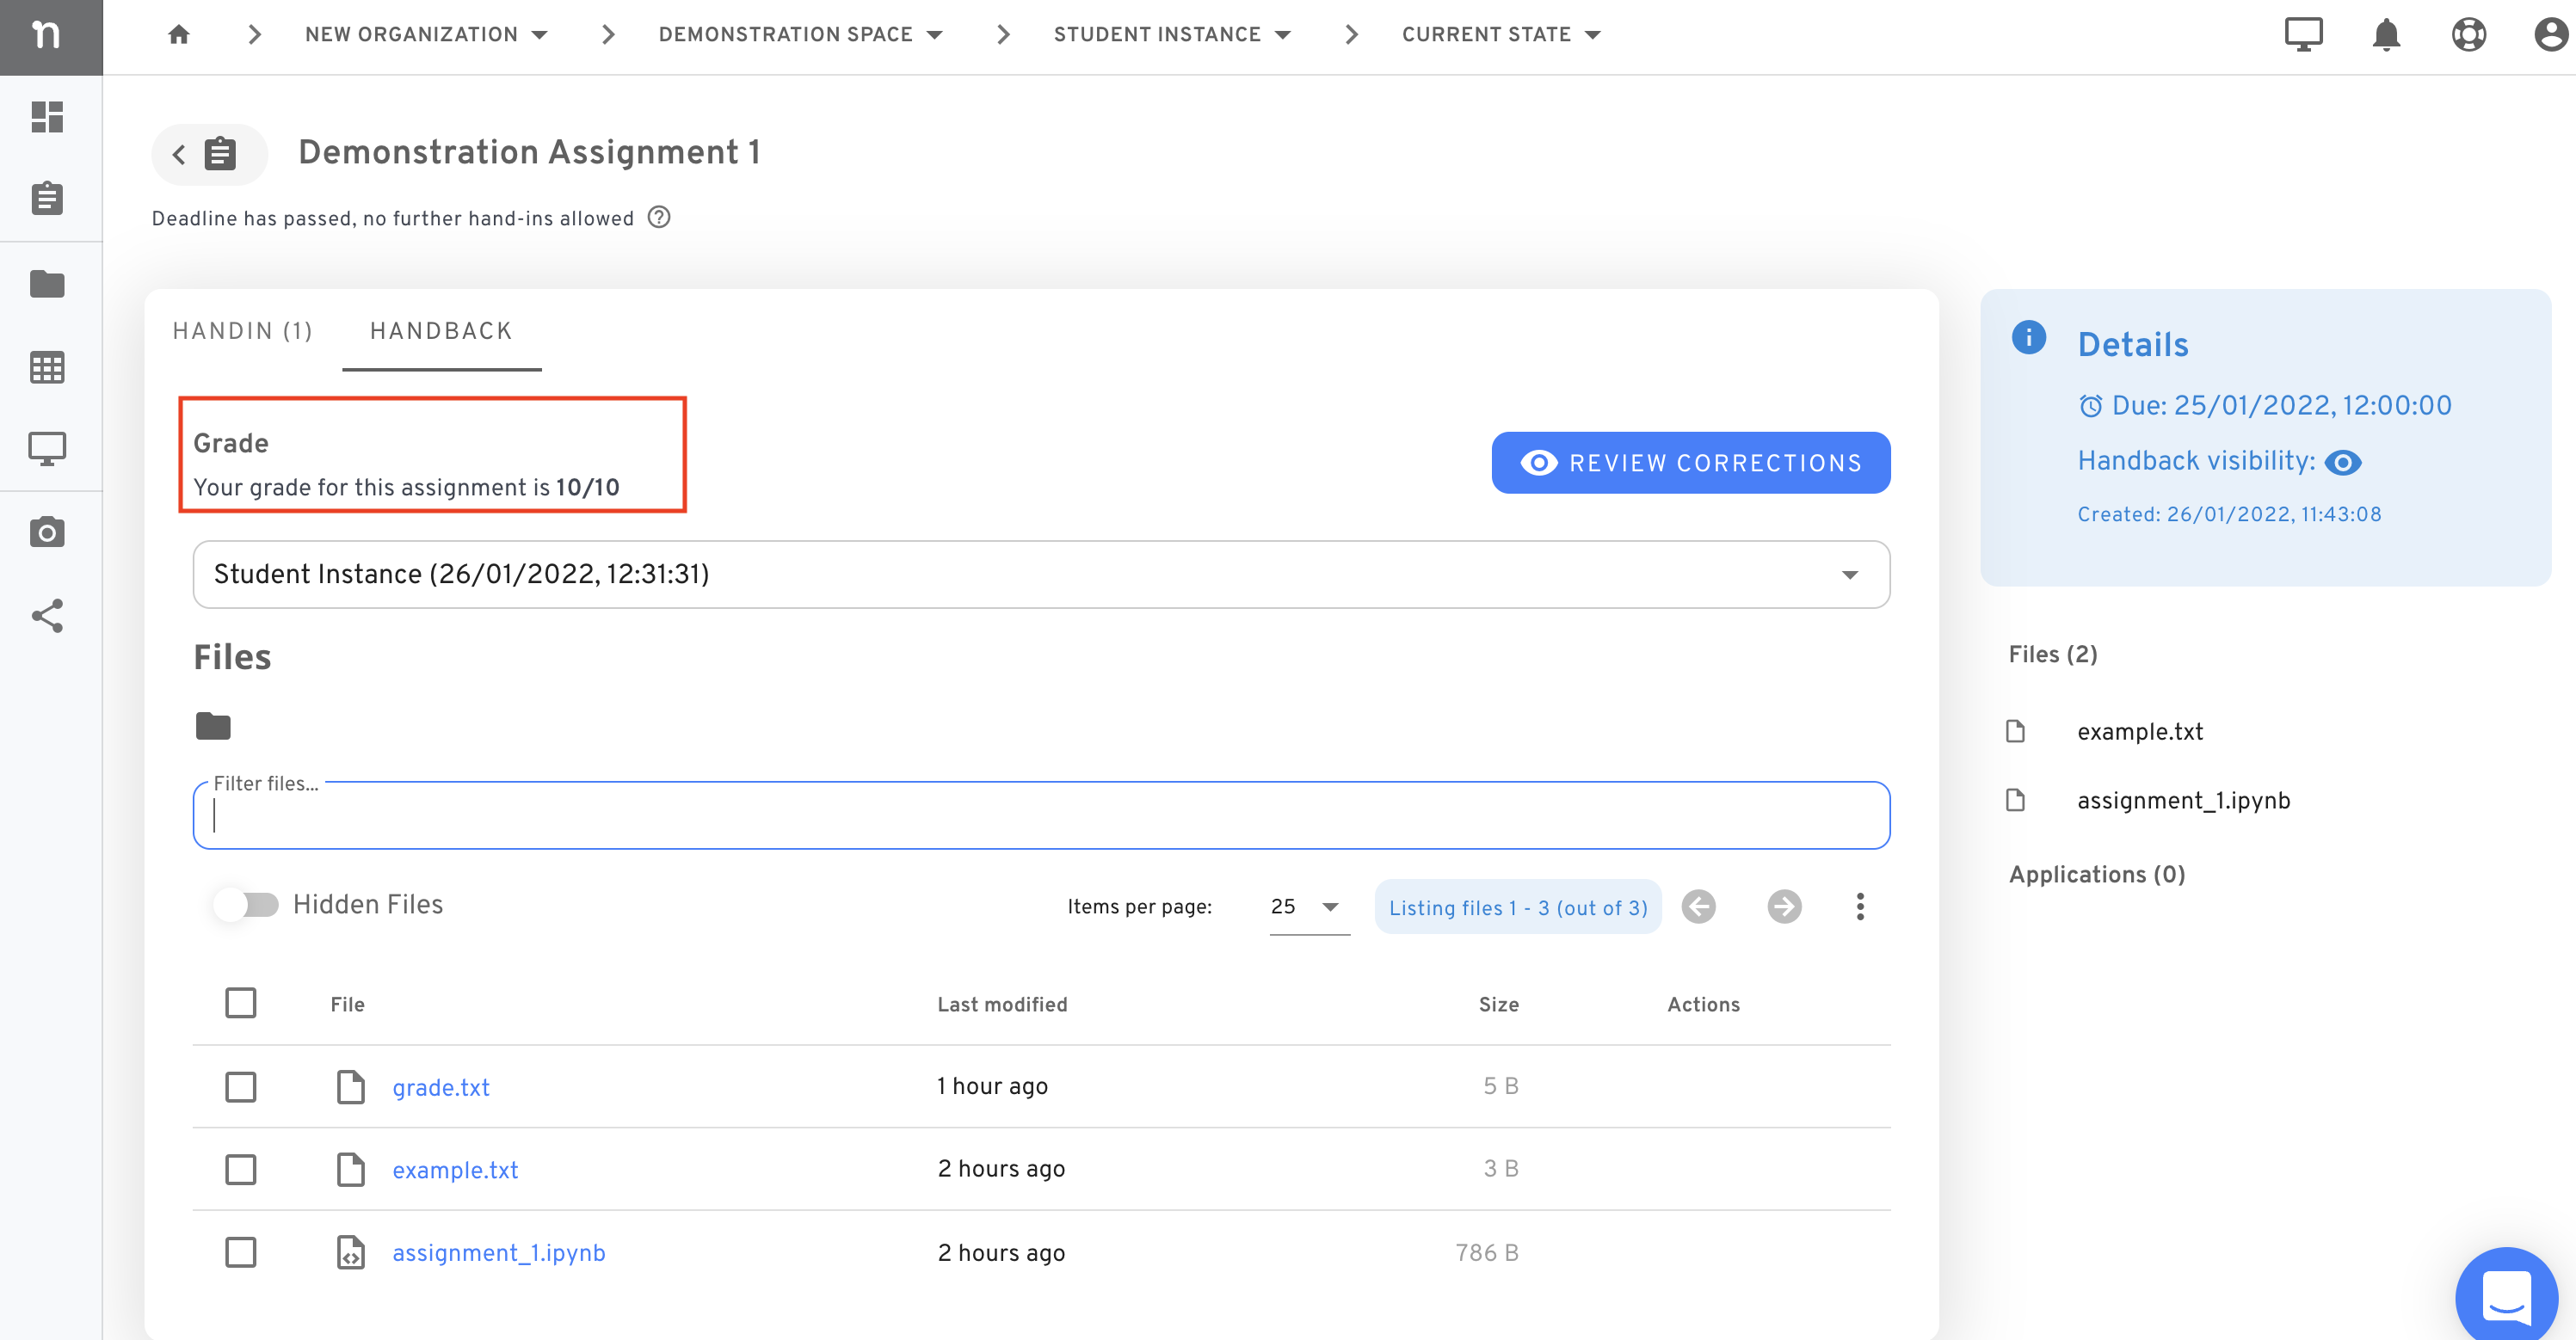 n
NEW ORGANIZATION
DEMONSTRATION SPACE
STUDENT INSTANCE
CURRENT STATE
Demonstration Assignment 1
Deadline has passed, no further hand-ins allowed
HANDIN (1)
HANDBACK
Grade
Your grade for this assignment is 10/10
REVIEW CORRECTIONS
Student Instance (26/01/2022, 12:31:31)
Files
Filter files...
Hidden Files
Items per page:
25
Listing files 1 - 3 (out of 3)
File
Last modified
Size
Actions
grade.txt
1 hour ago
5 B
example.txt
2 hours ago
3 B
assignment_1.ipynb
2 hours ago
786 B
Details
Due: 25/01/2022, 12:00:00
Handback visibility:
Created: 26/01/2022, 11:43:08
Files (2)
example.txt
assignment_1.ipynb
Applications (0)